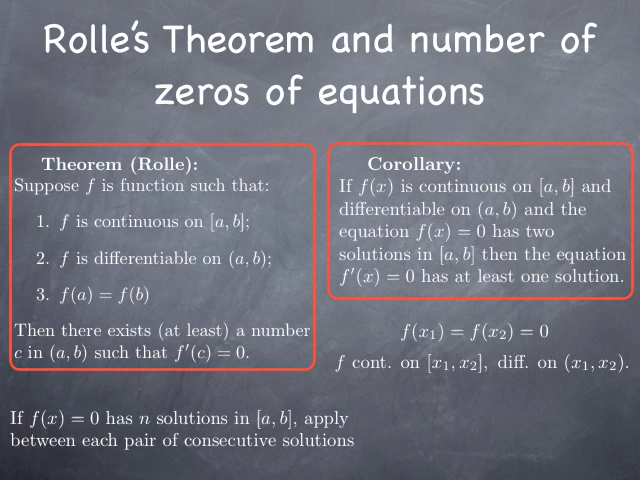 Rolle's Theorem and number of
zeros of equations
Theorem (Rolle):
Suppose f is function such that:
1. f is continuous on [a, b];
2. f is differentiable on (a, b);
3. f(a) = f(b)
Then there exists (at least) a number
c in (a, b) such that f′(c) = 0.
Corollary:
If f(x) is continuous on [a, b] and
differentiable on (a, b) and the
equation f(x) = 0 has two
solutions in [a, b] then the equation
f′(x) = 0 has at least one solution.
f(x₁) = f(x₂) = 0
f cont. on [x₁, x₂], diff. on (x₁, x₂).
If f(x) = 0 has n solutions in [a, b], apply
between each pair of consecutive solutions